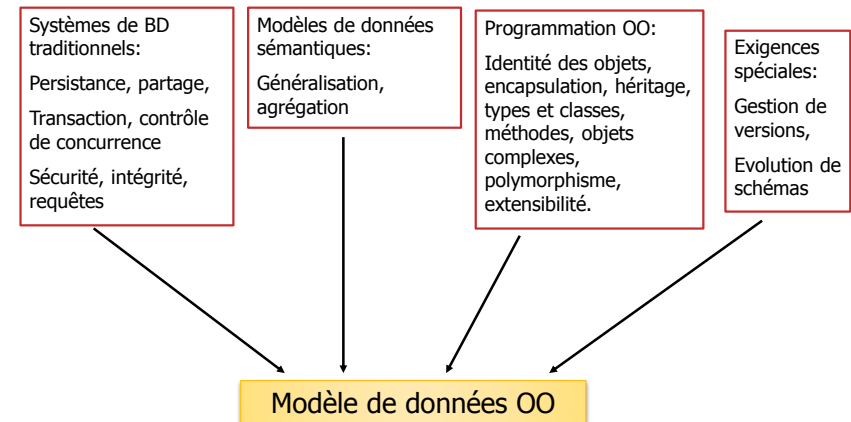 Systèmes de BD
traditionnels:
Persistance, partage,
Transaction, contrôle
de concurrence
Sécurité, intégrité,
requêtes
Modèles de données
sémantiques:
Généralisation,
agrégation
Programmation OO:
Identité des objets,
encapsulation, héritage,
types et classes,
méthodes, objets
complexes,
polymorphisme,
extensibilité.
Exigences
spéciales:
Gestion de
versions,
Evolution de
schémas
Modèle de données OO